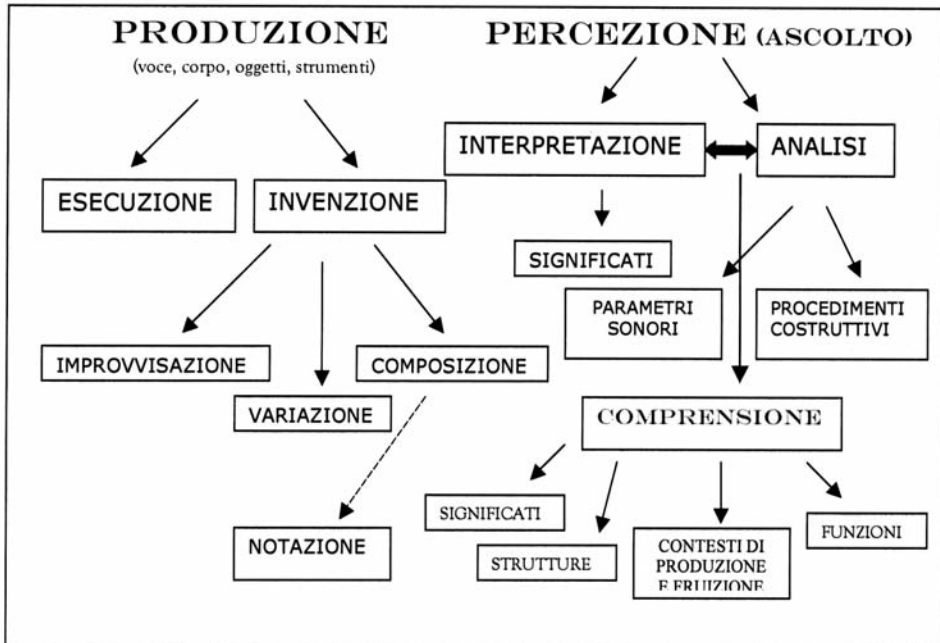 PRODUZIONE
(voce, corpo, oggetti, strumenti)
ESECUZIONE
INVENZIONE
IMPROVVISAZIONE
COMPOSIZIONE
VARIAZIONE
NOTAZIONE
PERCEZIONE (ASCOLTO)
INTERPRETAZIONE
ANALISI
SIGNIFICATI
PARAMETRI
SONORI
PROCEDIMENTI
COSTRUTTIVI
COMPRENSIONE
SIGNIFICATI
STRUTTURE
CONTESTI DI
PRODUZIONE
E FRUIZIONE
FUNZIONI